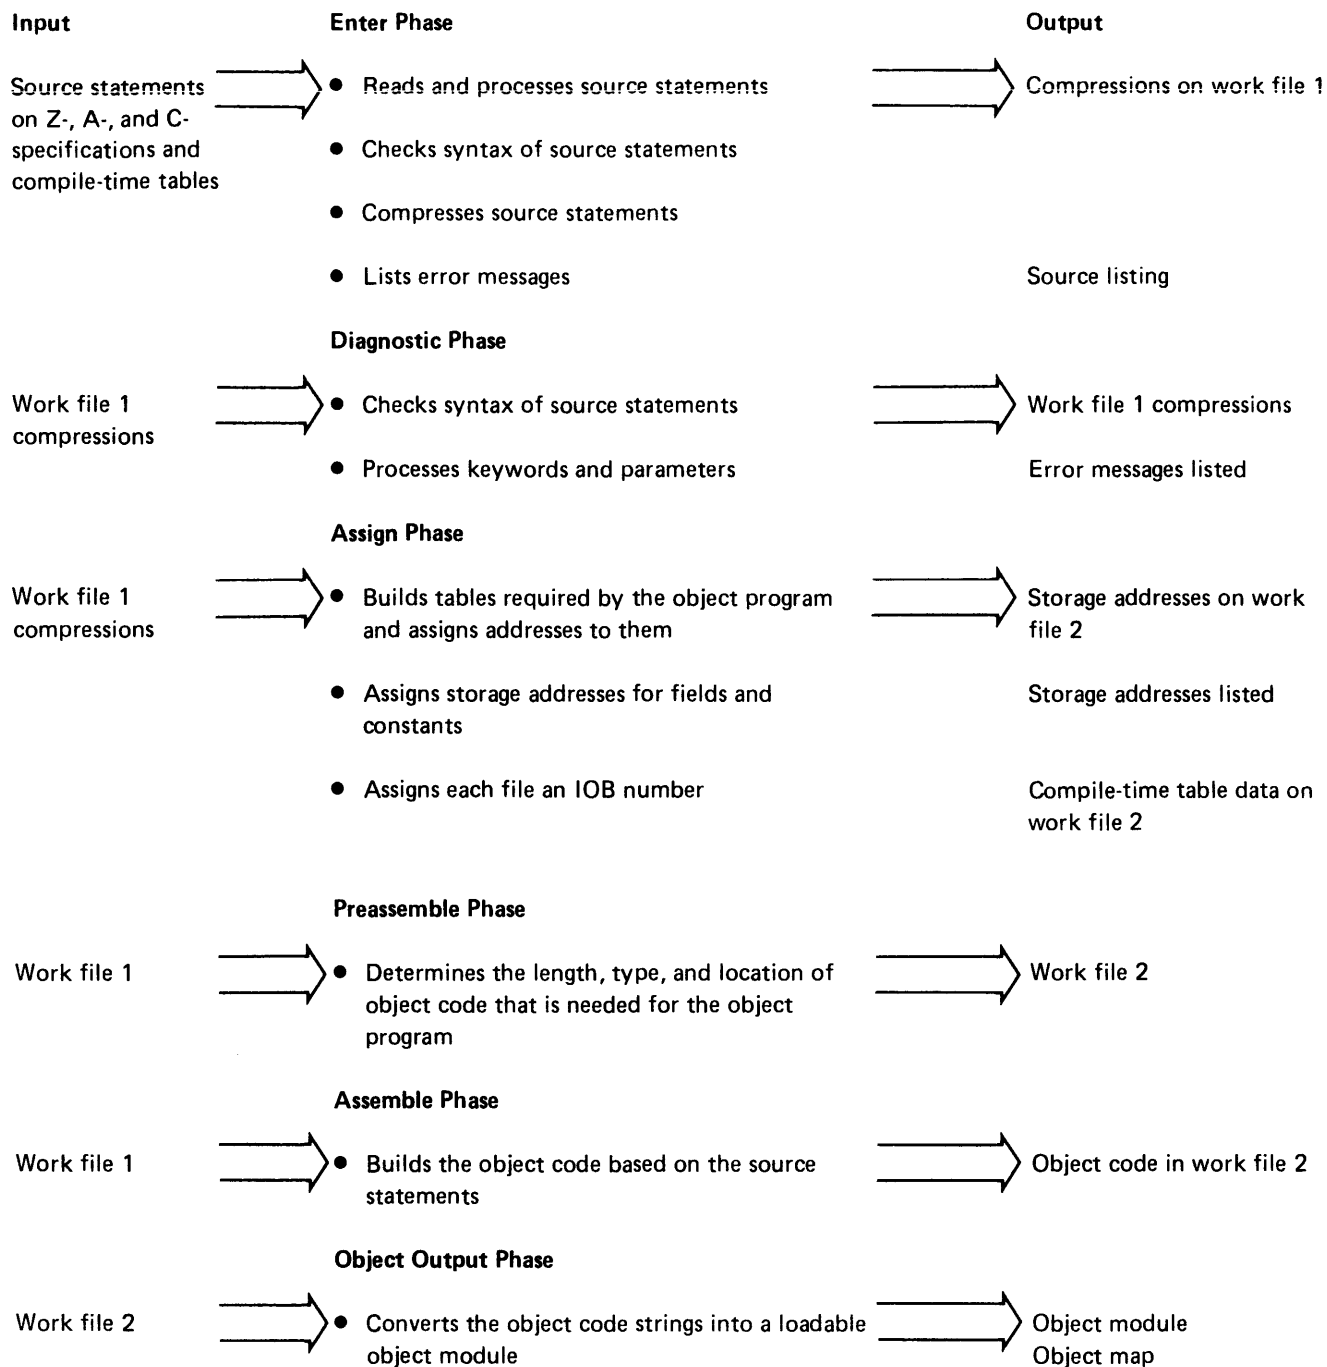 Input
Enter Phase
Output
Source statements
on Z-, A-, and C-
specifications and
compile-time tables
● Reads and processes source statements
Compressions on work file 1
● Checks syntax of source statements
● Compresses source statements
● Lists error messages
Source listing
Diagnostic Phase
Work file 1
compressions
● Checks syntax of source statements
Work file 1 compressions
● Processes keywords and parameters
Error messages listed
Assign Phase
Work file 1
compressions
● Builds tables required by the object program
and assigns addresses to them
Storage addresses on work
file 2
● Assigns storage addresses for fields and
constants
Storage addresses listed
● Assigns each file an IOB number
Compile-time table data on
work file 2
Preassemble Phase
Work file 1
● Determines the length, type, and location of
object code that is needed for the object
program
Work file 2
Assemble Phase
Work file 1
● Builds the object code based on the source
statements
Object code in work file 2
Object Output Phase
Work file 2
● Converts the object code strings into a loadable
object module
Object module
Object map